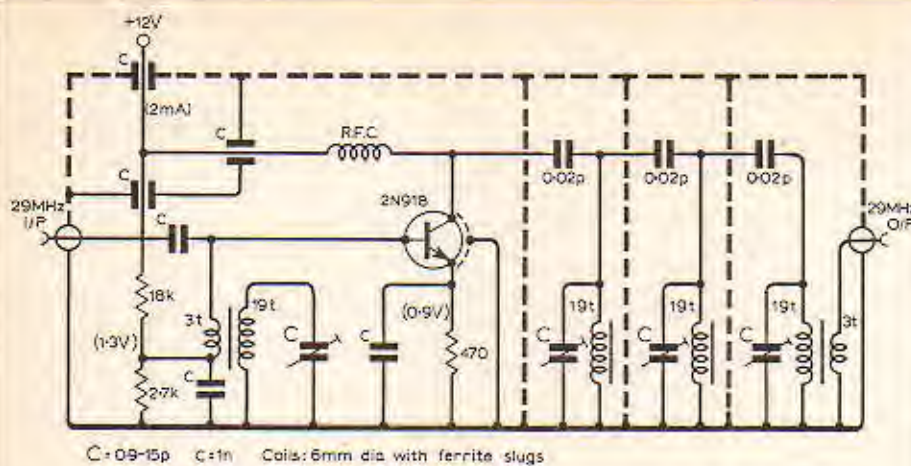 +12V
C
(2mA)
C
R.F.C.
C
0·02p
0·02p
0·02p
2N918
29MHz
I/P
29MHz
O/P
C
18k
3t
19t
(0·9V)
19t
19t
19t
3t
(1·3V)
C
C
C
C
C
C
470
2·7k
C=0·9-15p C=1n Coils: 6mm dia with ferrite slugs